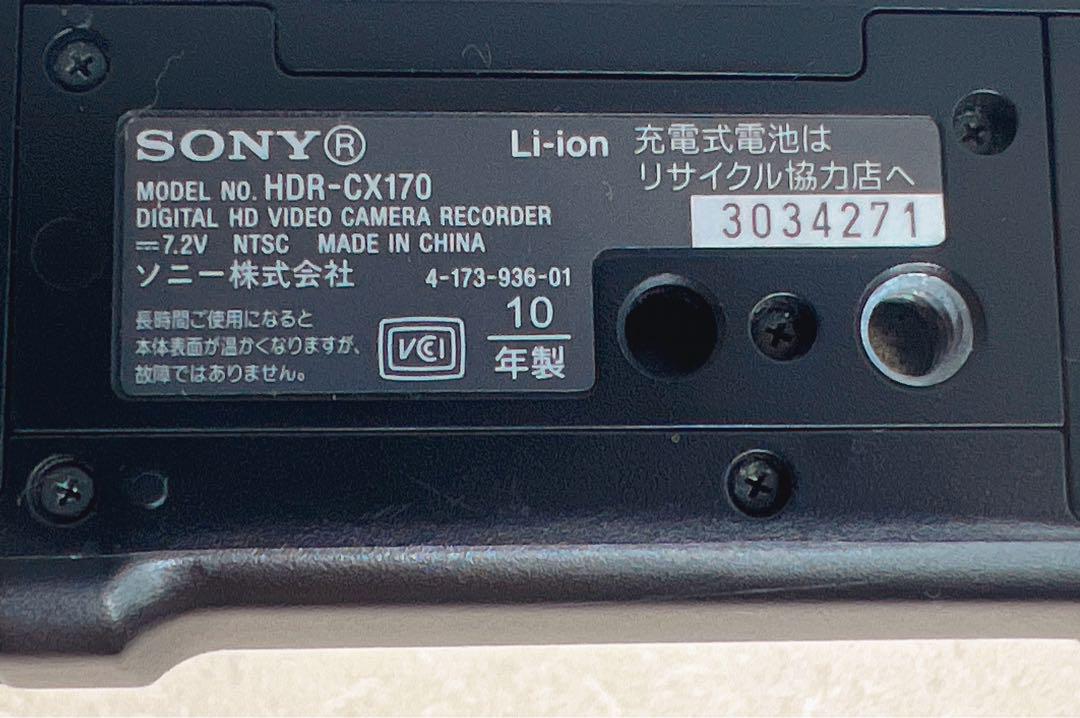 SONY®
MODEL NO. HDR-CX170
DIGITAL HD VIDEO CAMERA RECORDER
⎓7.2V NTSC MADE IN CHINA
ソニー株式会社 4-173-936-01
長時間ご使用になると
本体表面が温かくなりますが、
故障ではありません。
VCI
10
年製
Li-ion 充電式電池は
リサイクル協力店へ
3034271